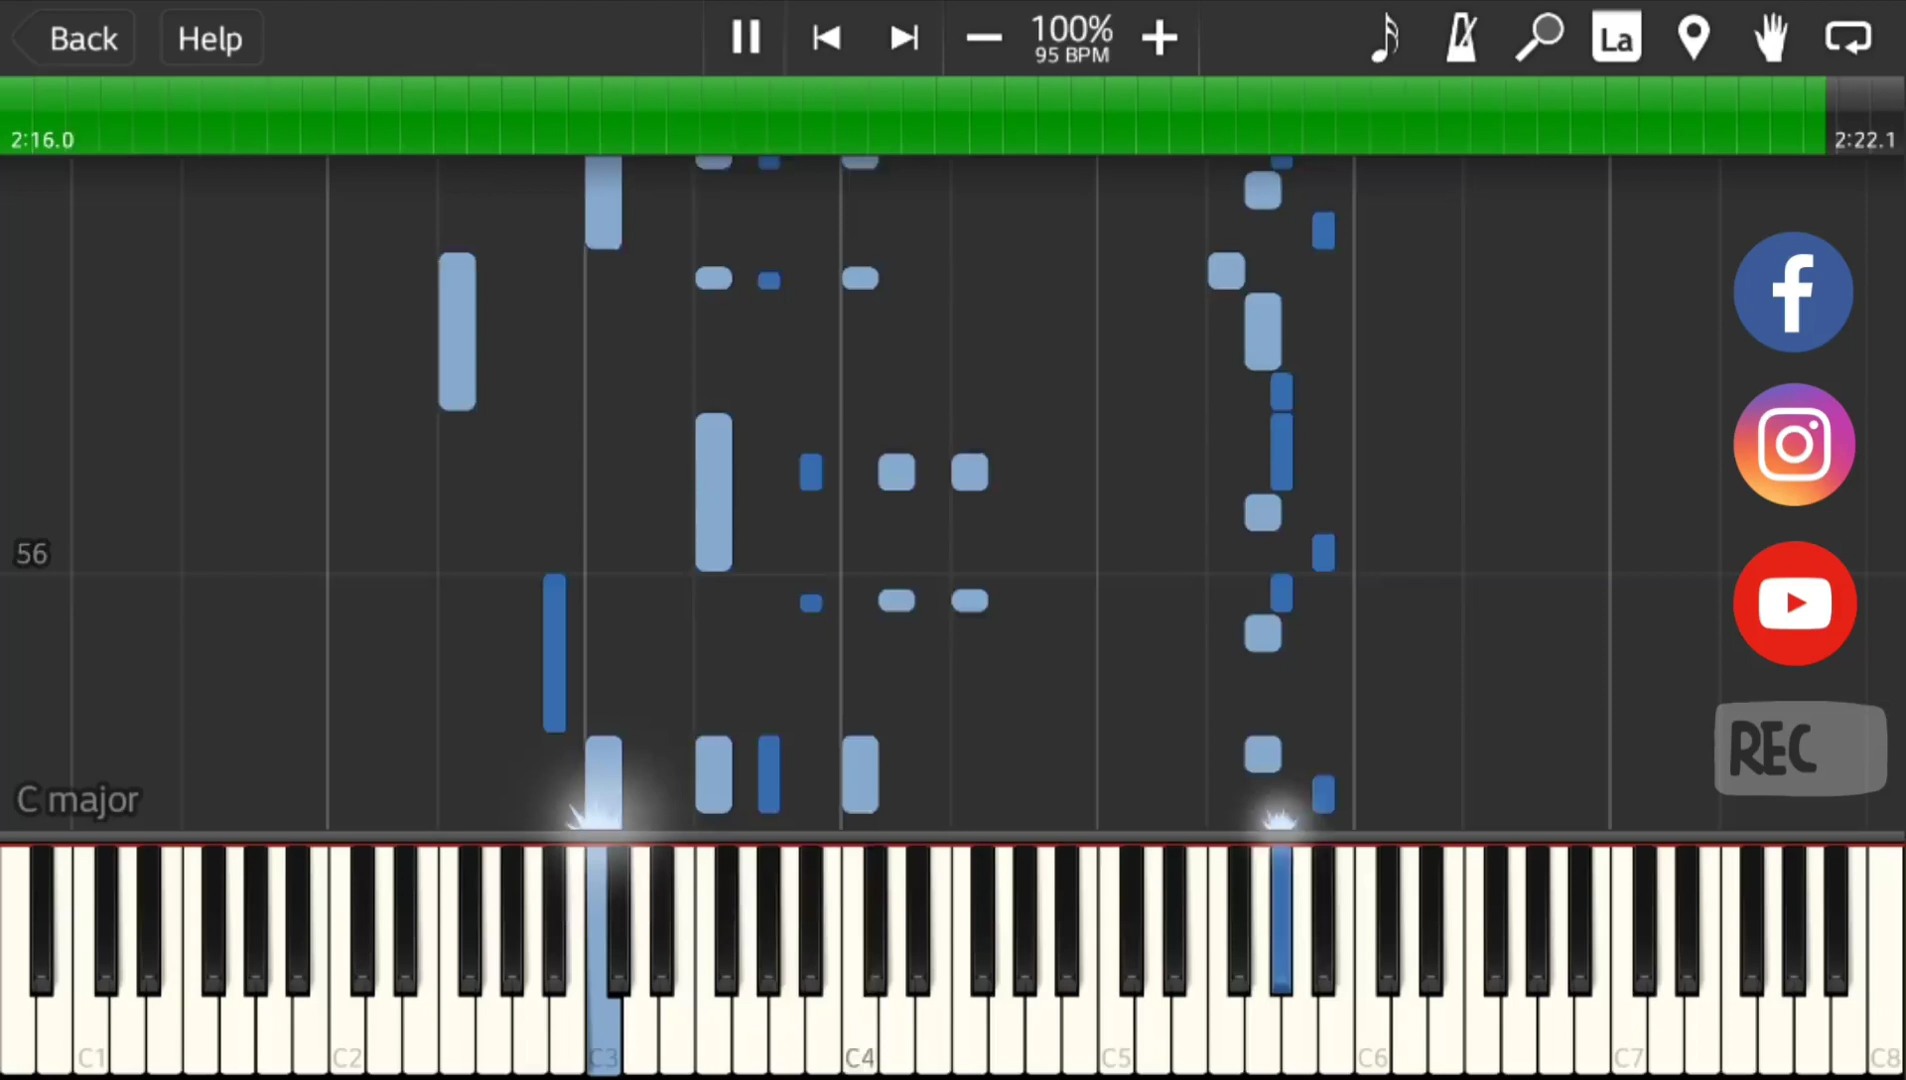 Back
Help
100%
95 BPM
La
2:16.0
2:22.1
56
REC
C major
C1
C2
C3
C4
C5
C6
C7
C8